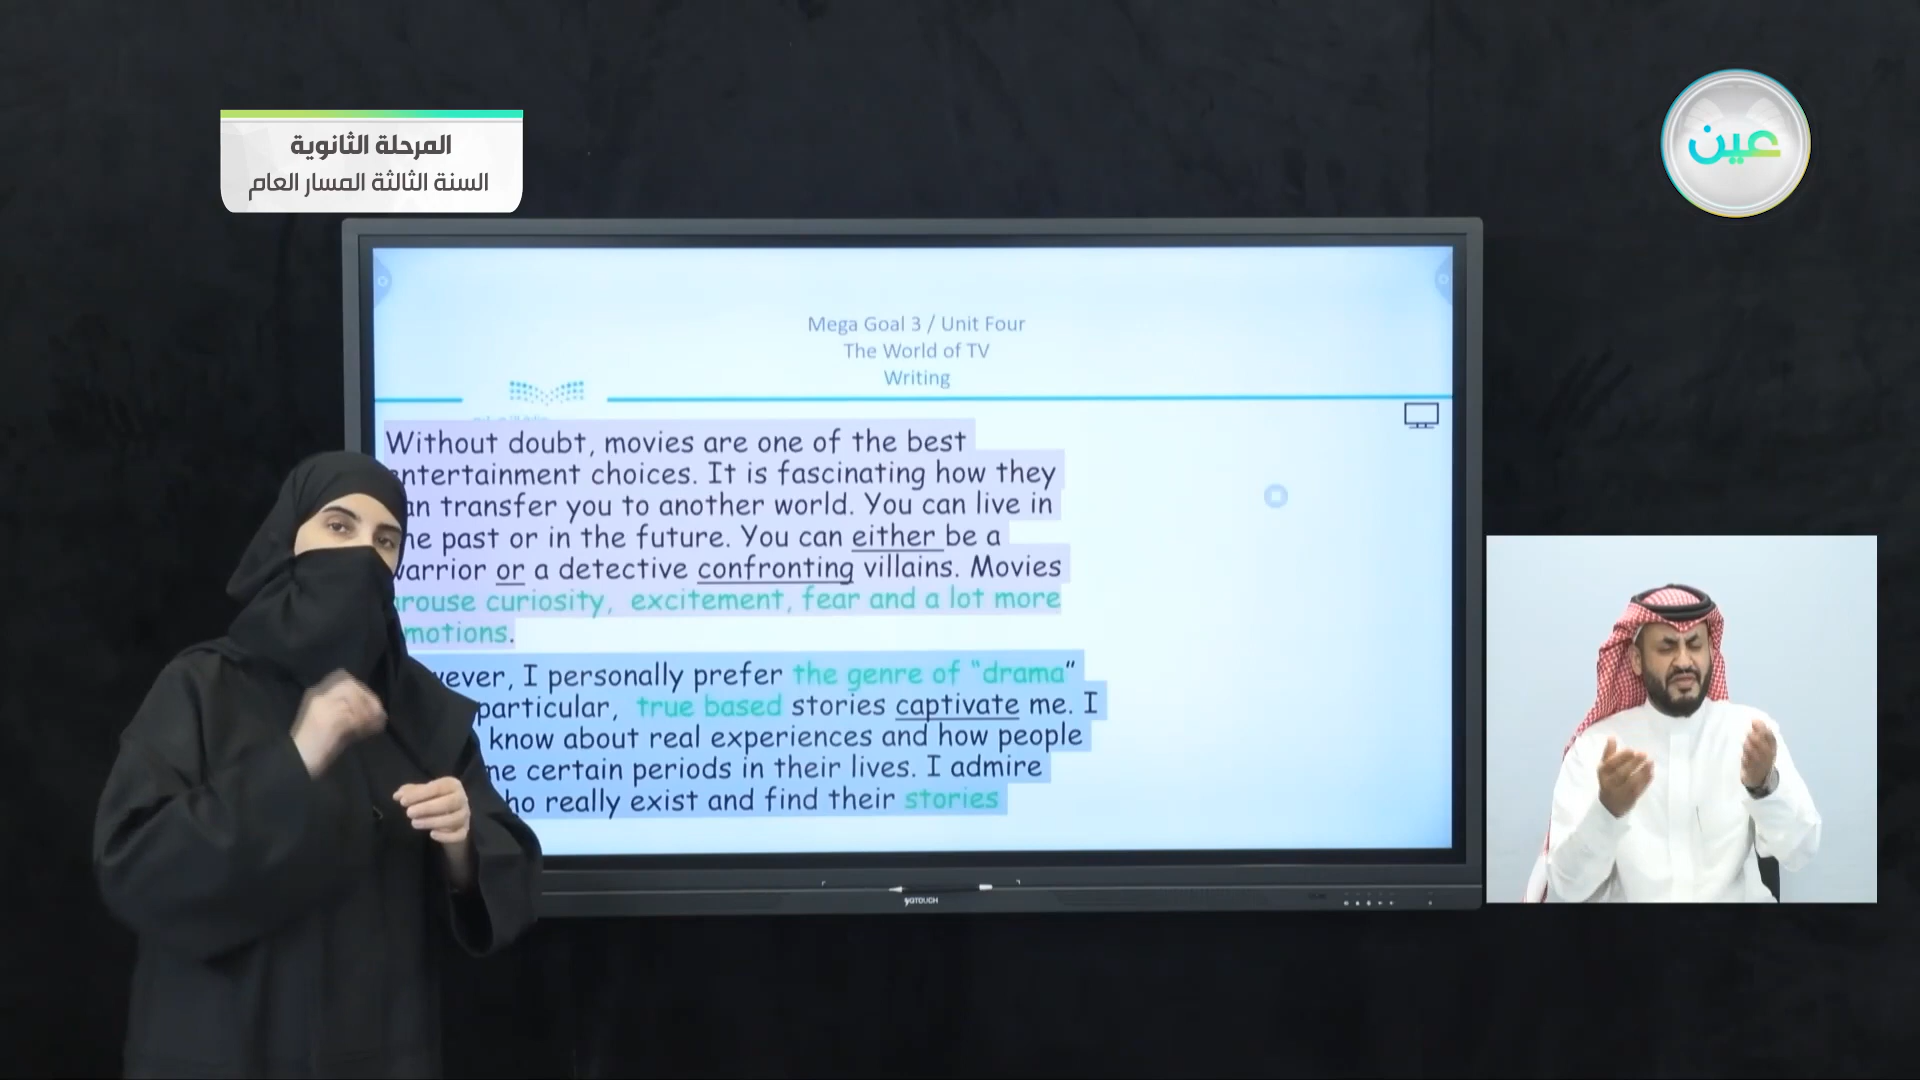 المرحلة الثانوية
السنة الثالثة المسار العام
عين
Mega Goal 3 / Unit Four
The World of TV
Writing
Without doubt, movies are one of the best
entertainment choices. It is fascinating how they
transfer you to another world. You can live in
past or in the future. You can either be a
warrior or a detective confronting villains. Movies
arouse curiosity, excitement, fear and a lot more
emotions.
I personally prefer the genre of "drama"
particular, true based stories captivate me. I
know about real experiences and how people
certain periods in their lives. I admire
really exist and find their stories